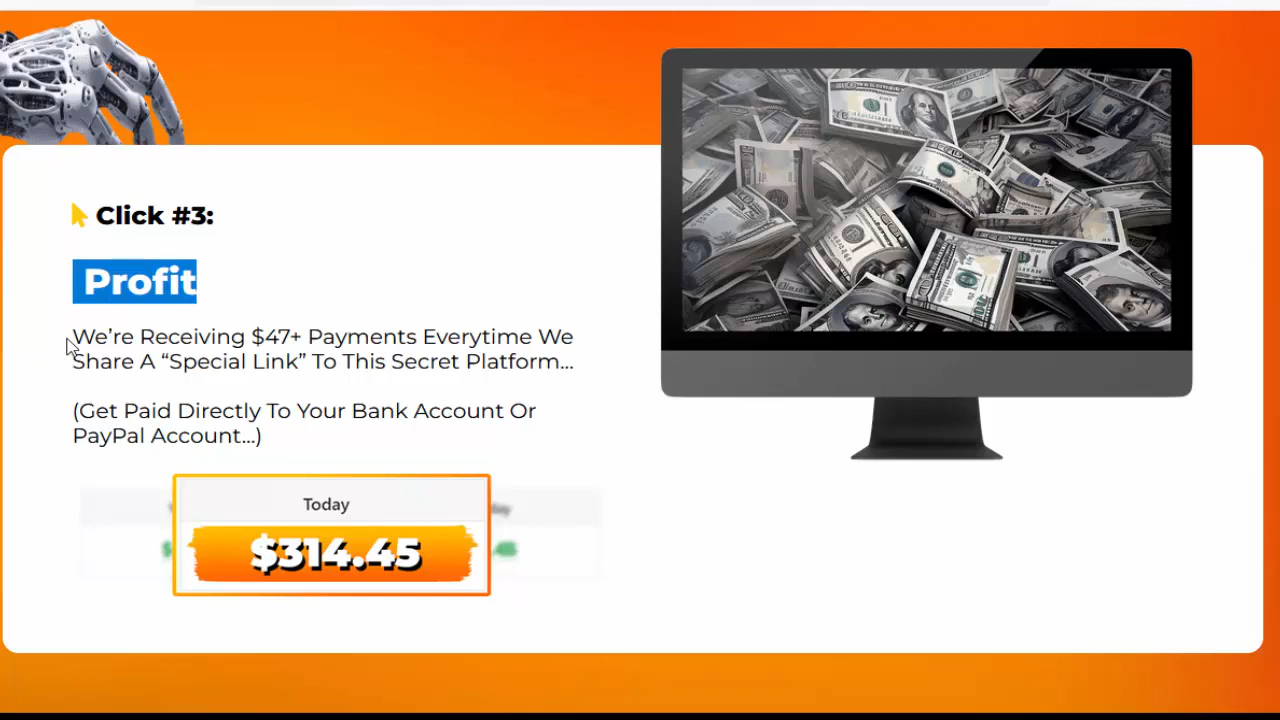 Click #3:
Profit
We’re Receiving $47+ Payments Everytime We
Share A “Special Link” To This Secret Platform...
(Get Paid Directly To Your Bank Account Or
PayPal Account...)
Today
$314.45